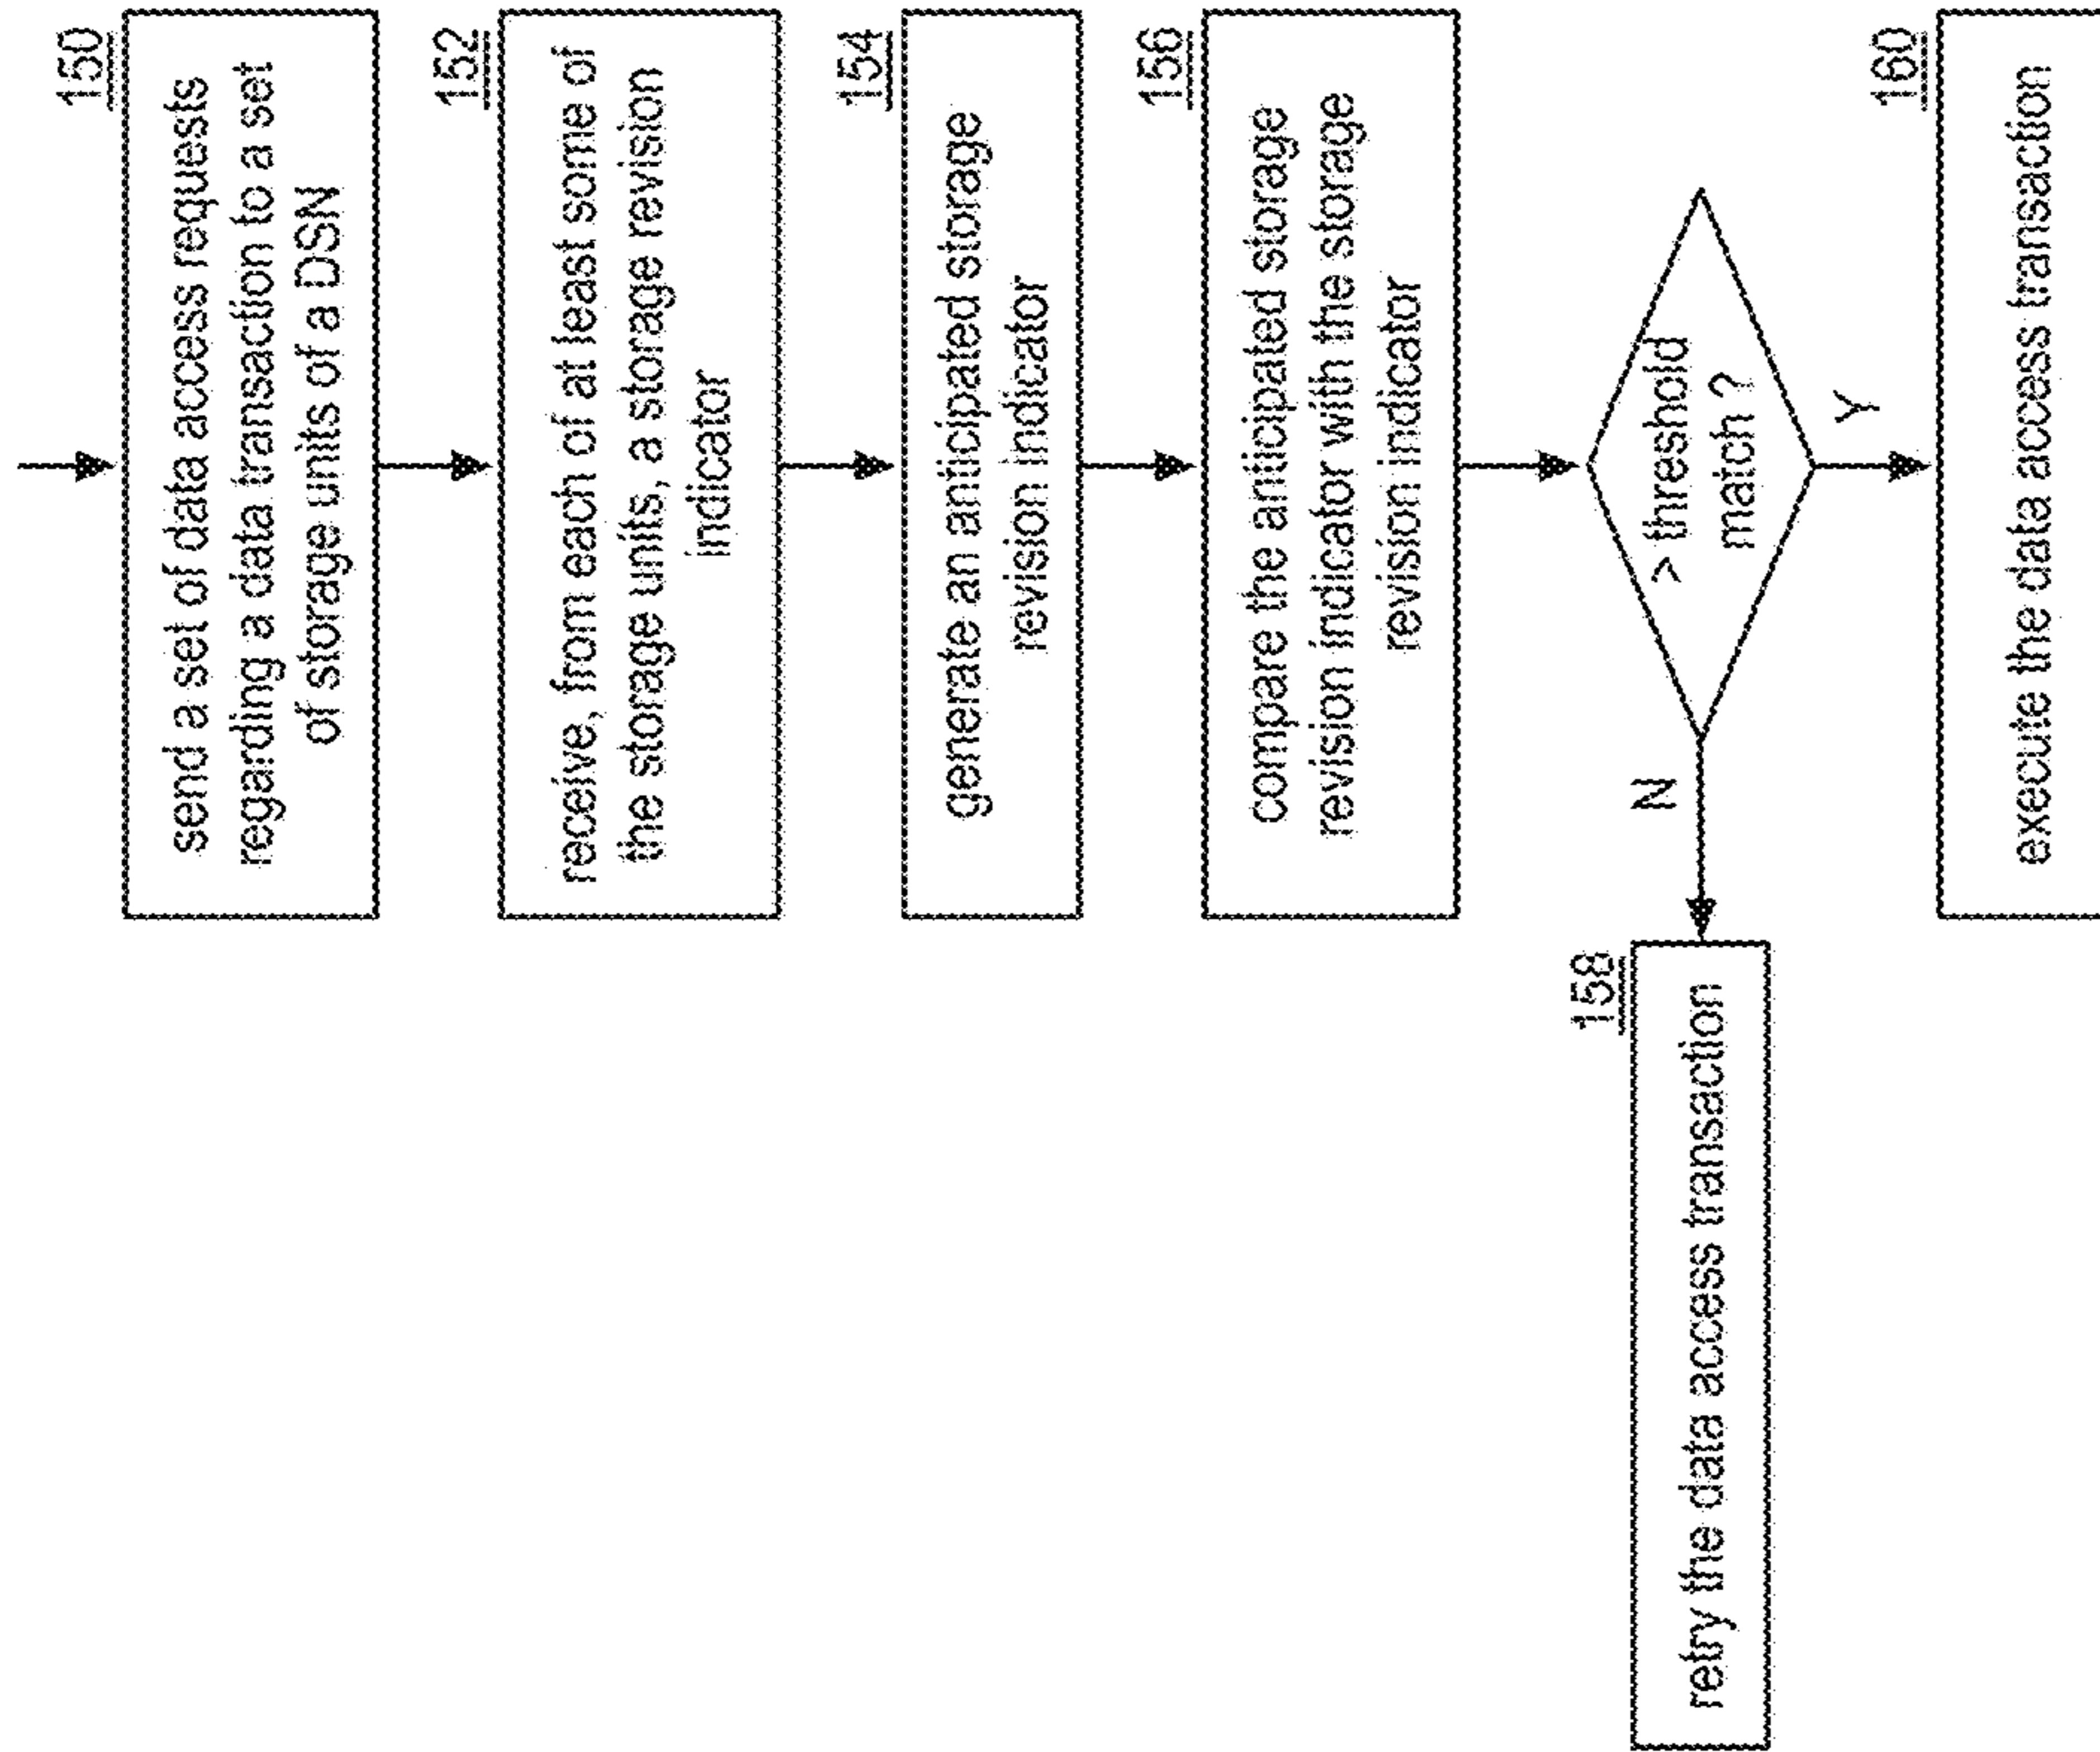 150
send a set of data access requests
regarding a data transaction to a set
of storage units of a DSN
152
receive, from each of at least some of
the storage units, a storage revision
indicator
154
generate an anticipated storage
revision indicator
156
compare the anticipated storage
revision indicator with the storage
revision indicator
> threshold
match ?
N
Y
158
retry the data access transaction
160
execute the data access transaction